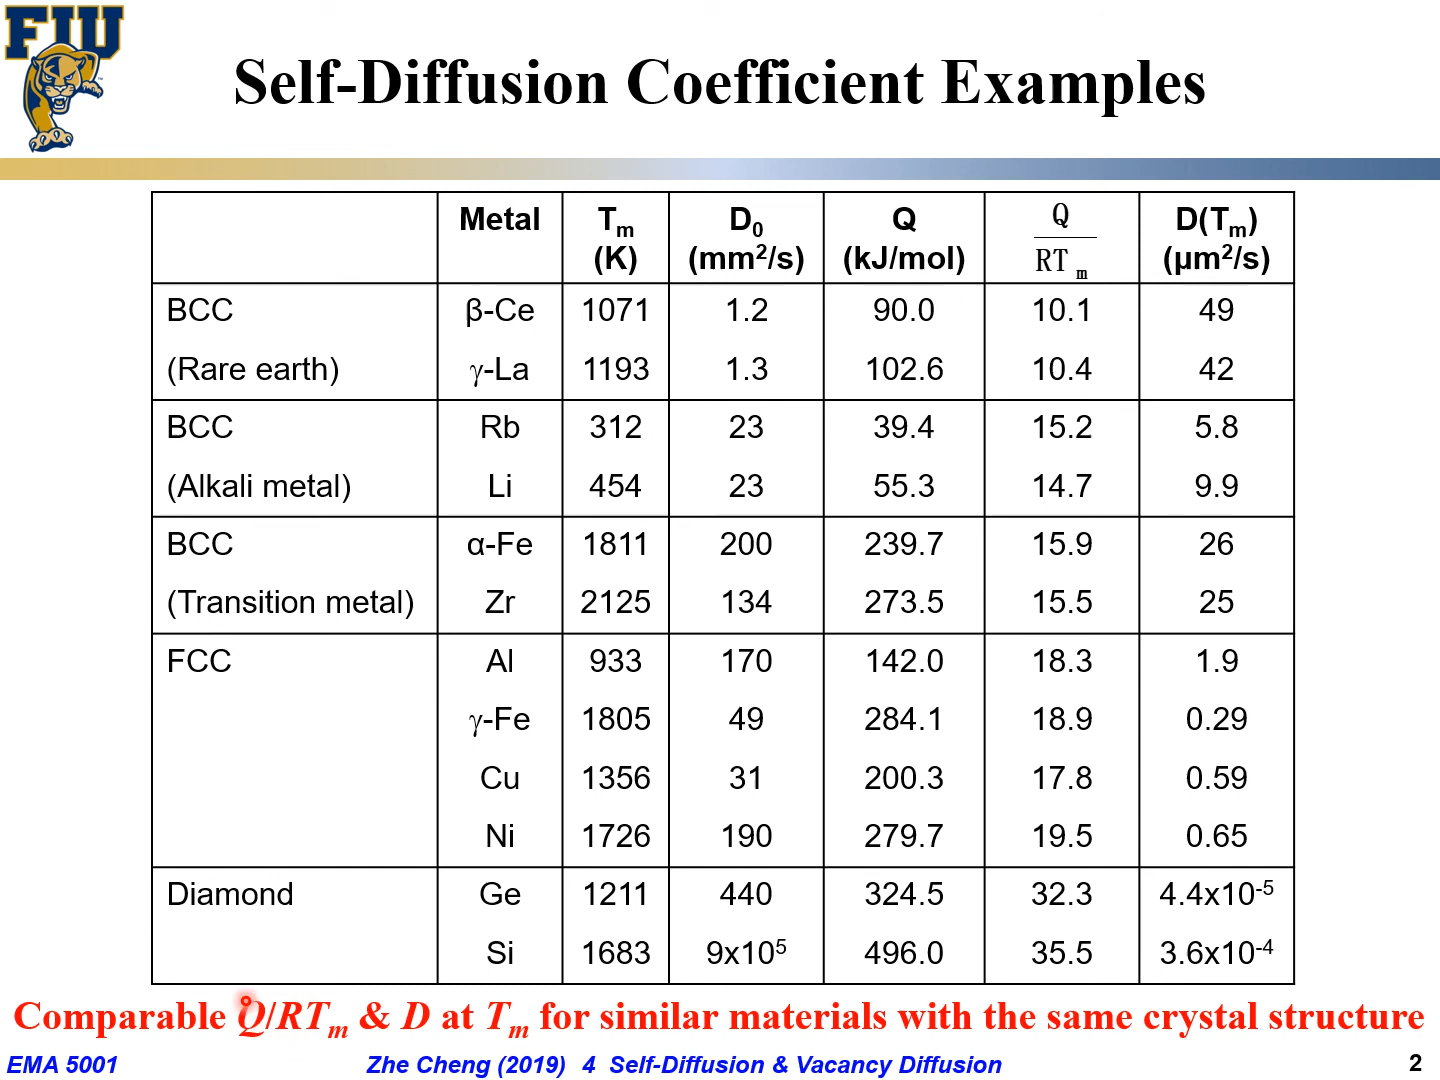 FIU
Self-Diffusion Coefficient Examples
Metal Tm (K) D0 (mm²/s) Q (kJ/mol) Q/RTm D(Tm) (μm²/s)
BCC β-Ce 1071 1.2 90.0 10.1 49
(Rare earth) γ-La 1193 1.3 102.6 10.4 42
BCC Rb 312 23 39.4 15.2 5.8
(Alkali metal) Li 454 23 55.3 14.7 9.9
BCC α-Fe 1811 200 239.7 15.9 26
(Transition metal) Zr 2125 134 273.5 15.5 25
FCC Al 933 170 142.0 18.3 1.9
γ-Fe 1805 49 284.1 18.9 0.29
Cu 1356 31 200.3 17.8 0.59
Ni 1726 190 279.7 19.5 0.65
Diamond Ge 1211 440 324.5 32.3 4.4x10⁻⁵
Si 1683 9x10⁵ 496.0 35.5 3.6x10⁻⁴
Comparable Q/RTm & D at Tm for similar materials with the same crystal structure
EMA 5001 Zhe Cheng (2019) 4 Self-Diffusion & Vacancy Diffusion 2